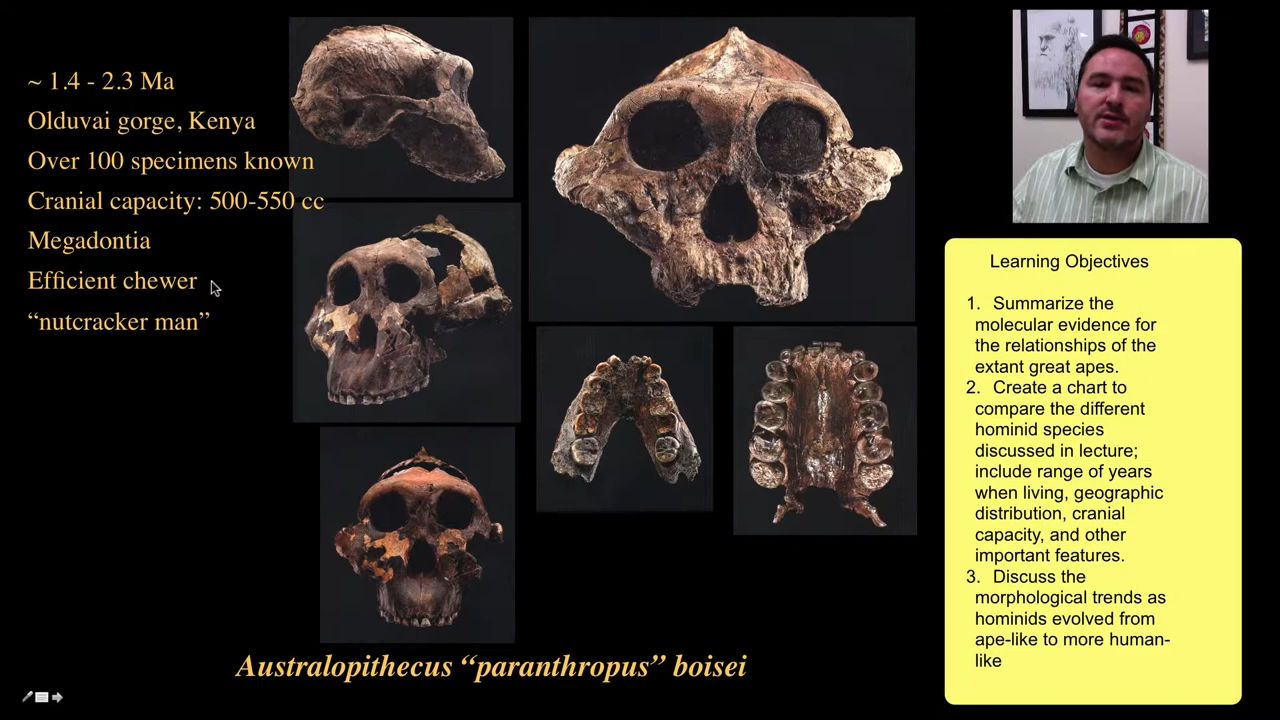 ~ 1.4 - 2.3 Ma
Olduvai gorge, Kenya
Over 100 specimens known
Cranial capacity: 500-550 cc
Megadontia
Efficient chewer
“nutcracker man”
Australopithecus “paranthropus” boisei
Learning Objectives
1. Summarize the
molecular evidence for
the relationships of the
extant great apes.
2. Create a chart to
compare the different
hominid species
discussed in lecture;
include range of years
when living, geographic
distribution, cranial
capacity, and other
important features.
3. Discuss the
morphological trends as
hominids evolved from
ape-like to more human-
like